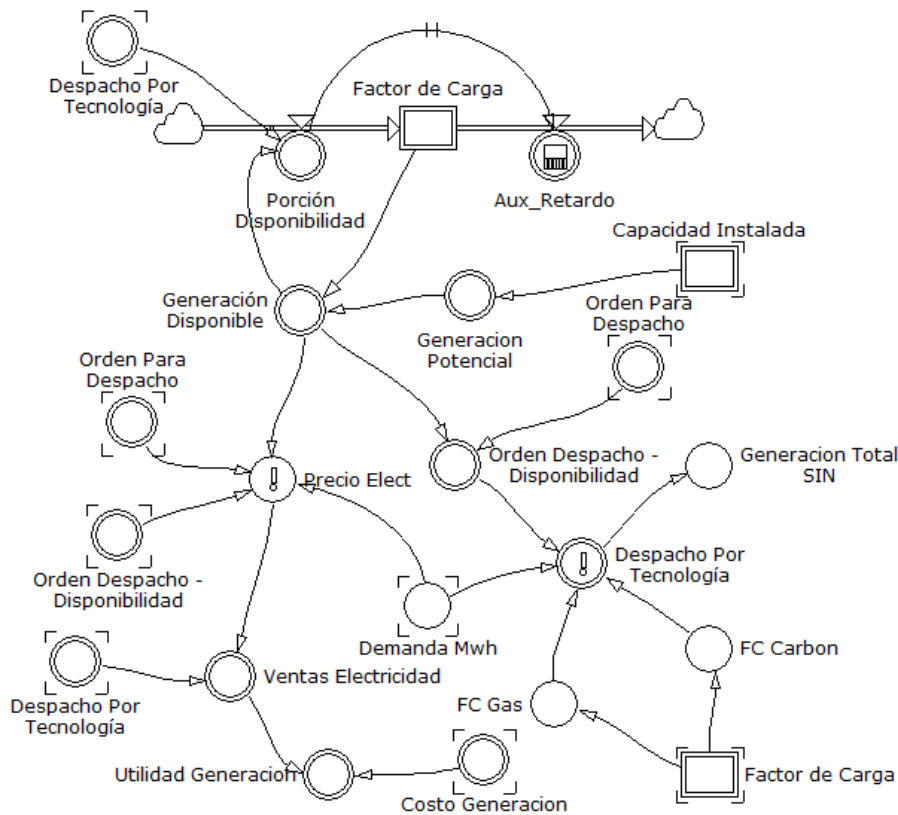 Despacho Por
Tecnología
Factor de Carga
Porción
Disponibilidad
Aux_Retardo
Capacidad Instalada
Generación
Disponible
Generacion
Potencial
Orden Para
Despacho
Orden Para
Despacho
Precio Elect
Orden Despacho -
Disponibilidad
Generacion Total
SIN
Orden Despacho -
Disponibilidad
Despacho Por
Tecnología
Demanda Mwh
FC Carbon
Despacho Por
Tecnología
Ventas Electricidad
FC Gas
Utilidad Generacion
Costo Generacion
Factor de Carga